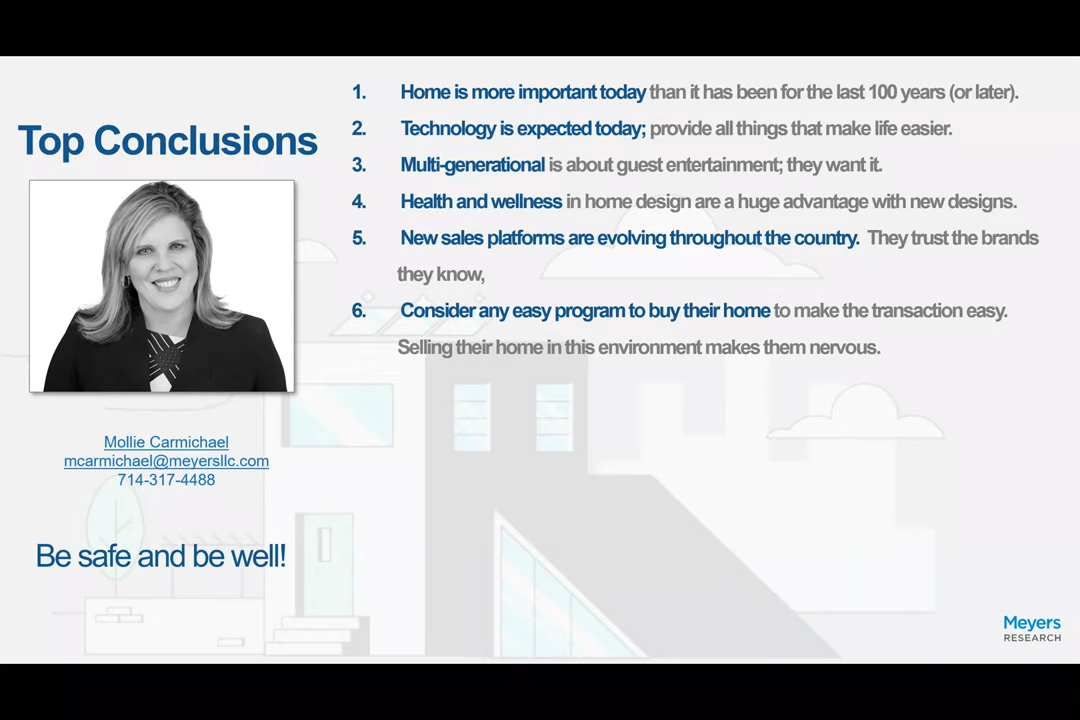 Top Conclusions
Mollie Carmichael
mcarmichael@meyersllc.com
714-317-4488
Be safe and be well!
1. Home is more important today than it has been for the last 100 years (or later).
2. Technology is expected today; provide all things that make life easier.
3. Multi-generational is about guest entertainment; they want it.
4. Health and wellness in home design are a huge advantage with new designs.
5. New sales platforms are evolving throughout the country. They trust the brands
they know,
6. Consider any easy program to buy their home to make the transaction easy.
Selling their home in this environment makes them nervous.
Meyers
RESEARCH